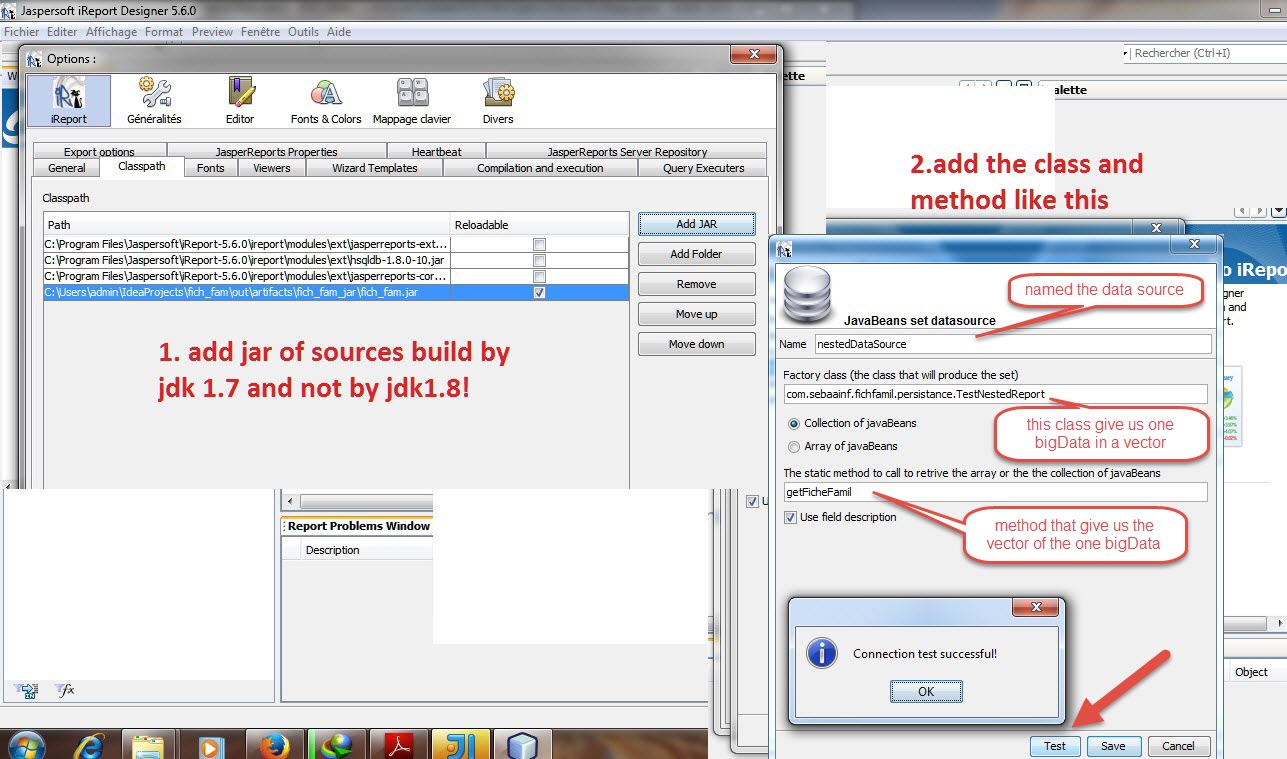 Jaspersoft iReport Designer 5.6.0
Fichier Editer Affichage Format Preview Fenêtre Outils Aide
Rechercher (Ctrl+I)
Options :
iReport Généralités Editor Fonts & Colors Mappage clavier Divers
alette
Export options JasperReports Properties Heartbeat JasperReports Server Repository
General Classpath Fonts Viewers Wizard Templates Compilation and execution Query Executers
Classpath
Path Reloadable
C:\Program Files\Jaspersoft\iReport-5.6.0\ireport\modules\ext\jasperreports-ext...
C:\Program Files\Jaspersoft\iReport-5.6.0\ireport\modules\ext\hsqldb-1.8.0-10.jar
C:\Program Files\Jaspersoft\iReport-5.6.0\ireport\modules\ext\jasperreports-cor...
C:\Users\admin\IdeaProjects\fich_fam\out\artifacts\fich_fam_jar\fich_fam.jar
Add JAR
Add Folder
Remove
Move up
Move down
1. add jar of sources build by
jdk 1.7 and not by jdk1.8!
Report Problems Window
Description
2.add the class and
method like this
o iRepo
JavaBeans set datasource
named the data source
Name nestedDataSource
Factory class (the class that will produce the set)
com.sebaainf.fichfamil.persistance.TestNestedReport
this class give us one
bigData in a vector
Collection of javaBeans
Array of javaBeans
The static method to call to retrive the array or the the collection of javaBeans
getFicheFamil
Use field description
method that give us the
vector of the one bigData
Connection test successful!
OK
Object
Test Save Cancel